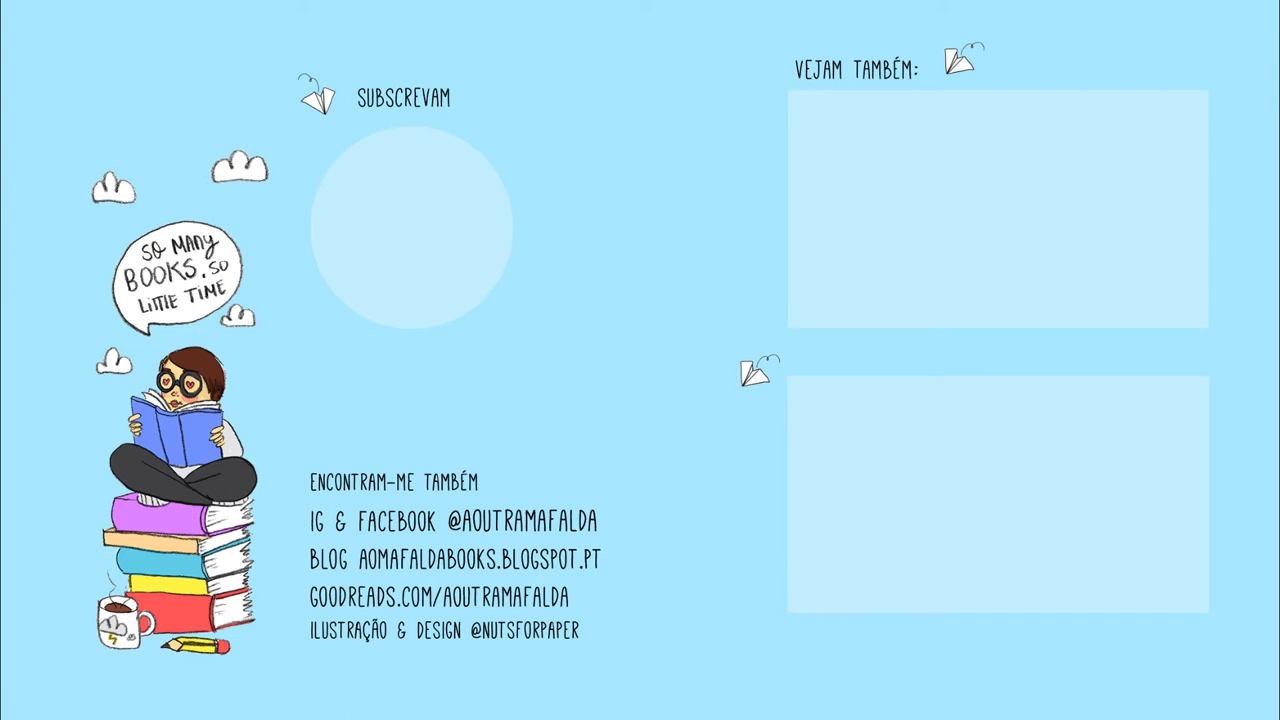 SUBSCREVAM
VEJAM TAMBÉM:
SO MANY
BOOKS, SO
LITTLE TIME
ENCONTRAM-ME TAMBÉM
IG & FACEBOOK @AOUTRAMAFALDA
BLOG AOMAFALDABOOKS.BLOGSPOT.PT
GOODREADS.COM/AOUTRAMAFALDA
ILUSTRAÇÃO & DESIGN @NUTSFORPAPER